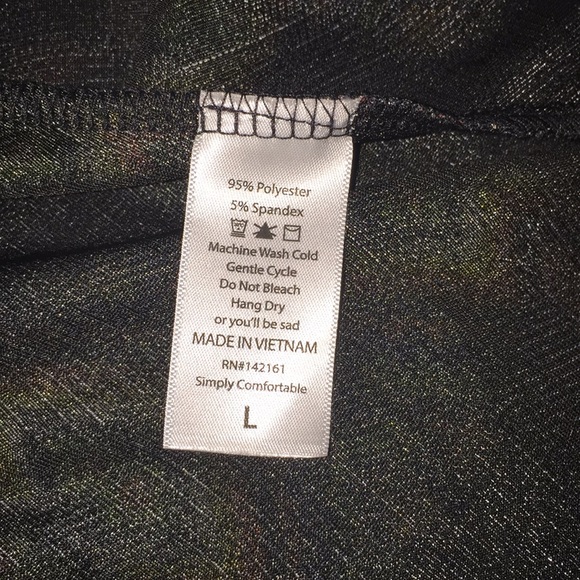 95% Polyester
5% Spandex
Machine Wash Cold
Gentle Cycle
Do Not Bleach
Hang Dry
or you'll be sad
MADE IN VIETNAM
RN#142161
Simply Comfortable
L